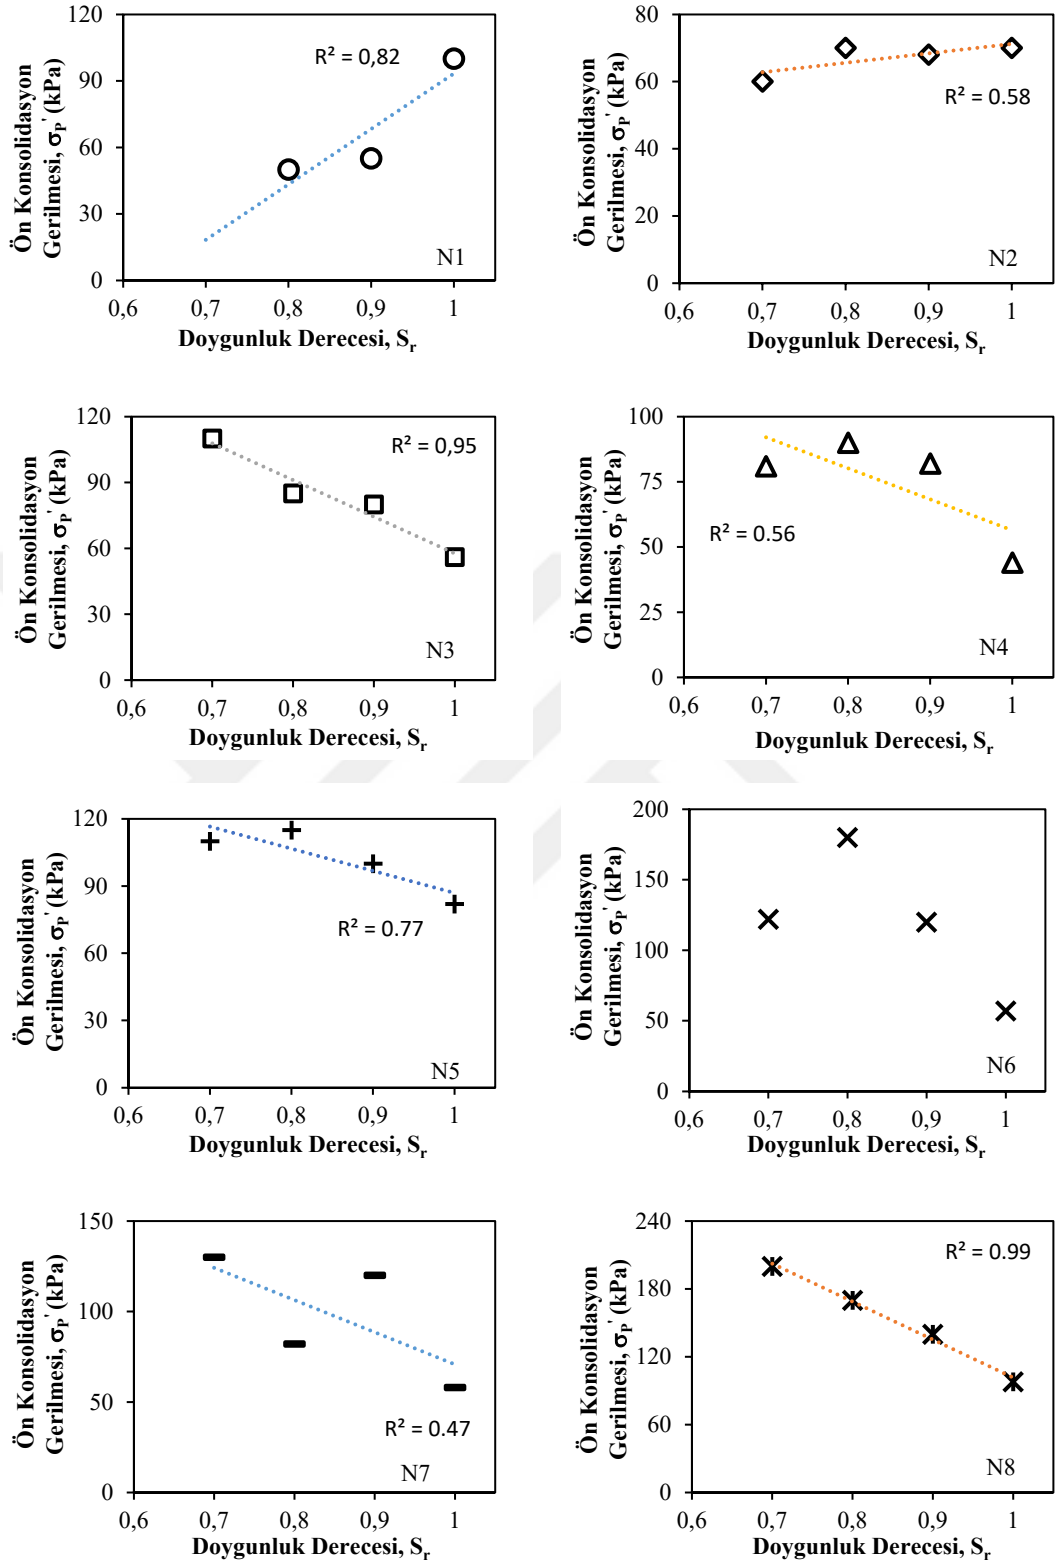 120
90
60
30
0
Ön Konsolidasyon
Gerilmesi, σP' (kPa)
R² = 0,82
N1
0,6 0,7 0,8 0,9 1
Doygunluk Derecesi, Sr
80
60
40
20
0
Ön Konsolidasyon
Gerilmesi, σP' (kPa)
R² = 0.58
N2
0,6 0,7 0,8 0,9 1
Doygunluk Derecesi, Sr
120
90
60
30
0
Ön Konsolidasyon
Gerilmesi, σP' (kPa)
R² = 0,95
N3
0,6 0,7 0,8 0,9 1
Doygunluk Derecesi, Sr
100
75
50
25
0
Ön Konsolidasyon
Gerilmesi, σP' (kPa)
R² = 0.56
N4
0,6 0,7 0,8 0,9 1
Doygunluk Derecesi, Sr
120
90
60
30
0
Ön Konsolidasyon
Gerilmesi, σP' (kPa)
R² = 0.77
N5
0,6 0,7 0,8 0,9 1
Doygunluk Derecesi, Sr
200
150
100
50
0
Ön Konsolidasyon
Gerilmesi, σP' (kPa)
N6
0,6 0,7 0,8 0,9 1
Doygunluk Derecesi, Sr
150
100
50
0
Ön Konsolidasyon
Gerilmesi, σP' (kPa)
R² = 0.47
N7
0,6 0,7 0,8 0,9 1
Doygunluk Derecesi, Sr
240
180
120
60
0
Ön Konsolidasyon
Gerilmesi, σP' (kPa)
R² = 0.99
N8
0,6 0,7 0,8 0,9 1
Doygunluk Derecesi, Sr